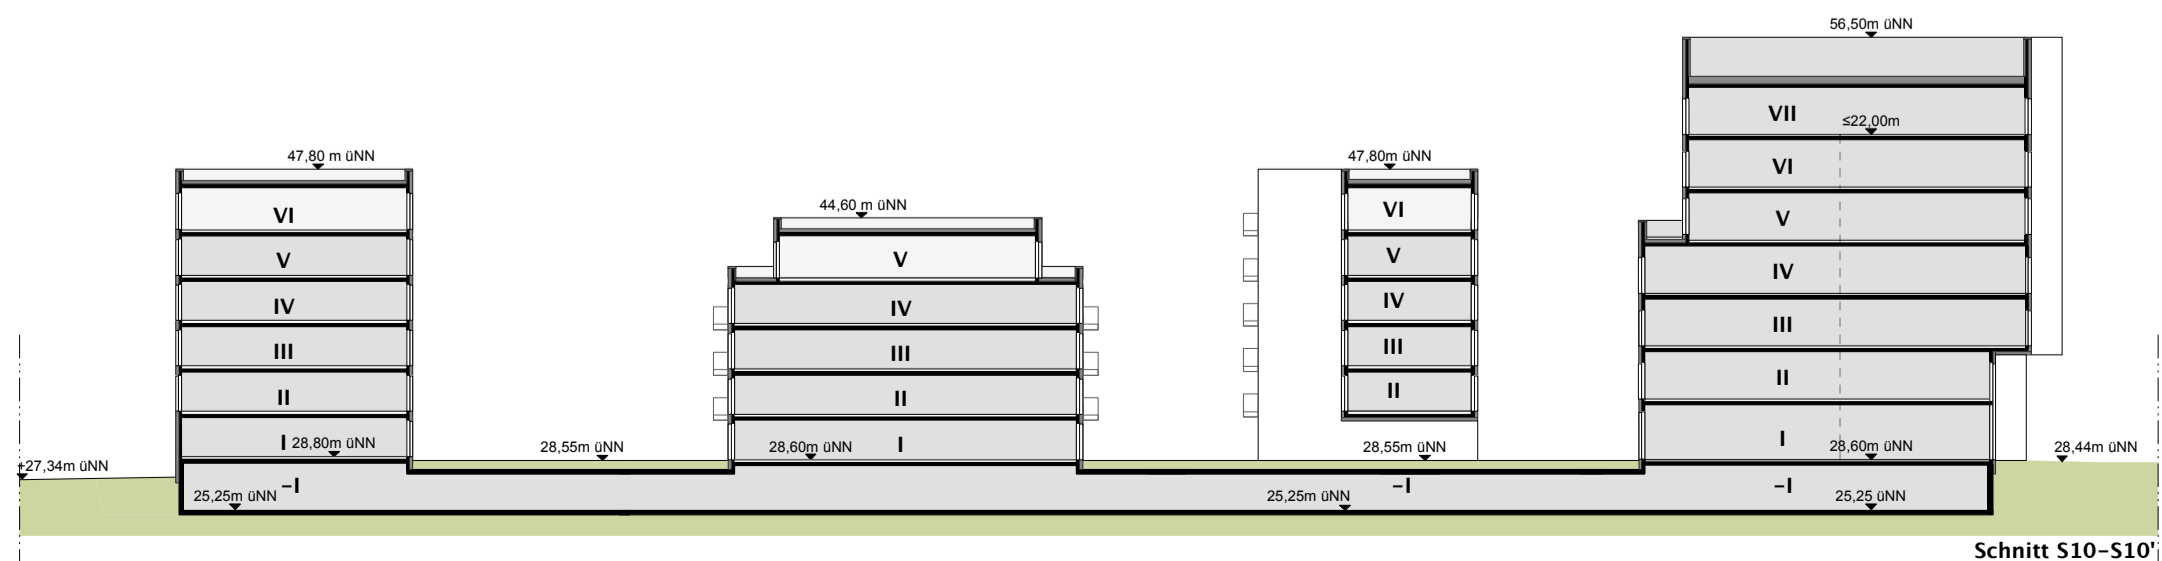 56,50m üNN
VII
≤22,00m
47,80 m üNN
47,80m üNN
VI
44,60 m üNN
VI
VI
V
V
V
V
IV
IV
IV
IV
III
III
III
III
II
II
II
II
I 28,80m üNN
28,55m üNN
28,60m üNN
I
28,55m üNN
I
28,60m üNN
28,44m üNN
+27,34m üNN
25,25m üNN
–I
25,25m üNN
–I
–I
25,25 üNN
Schnitt S10–S10'